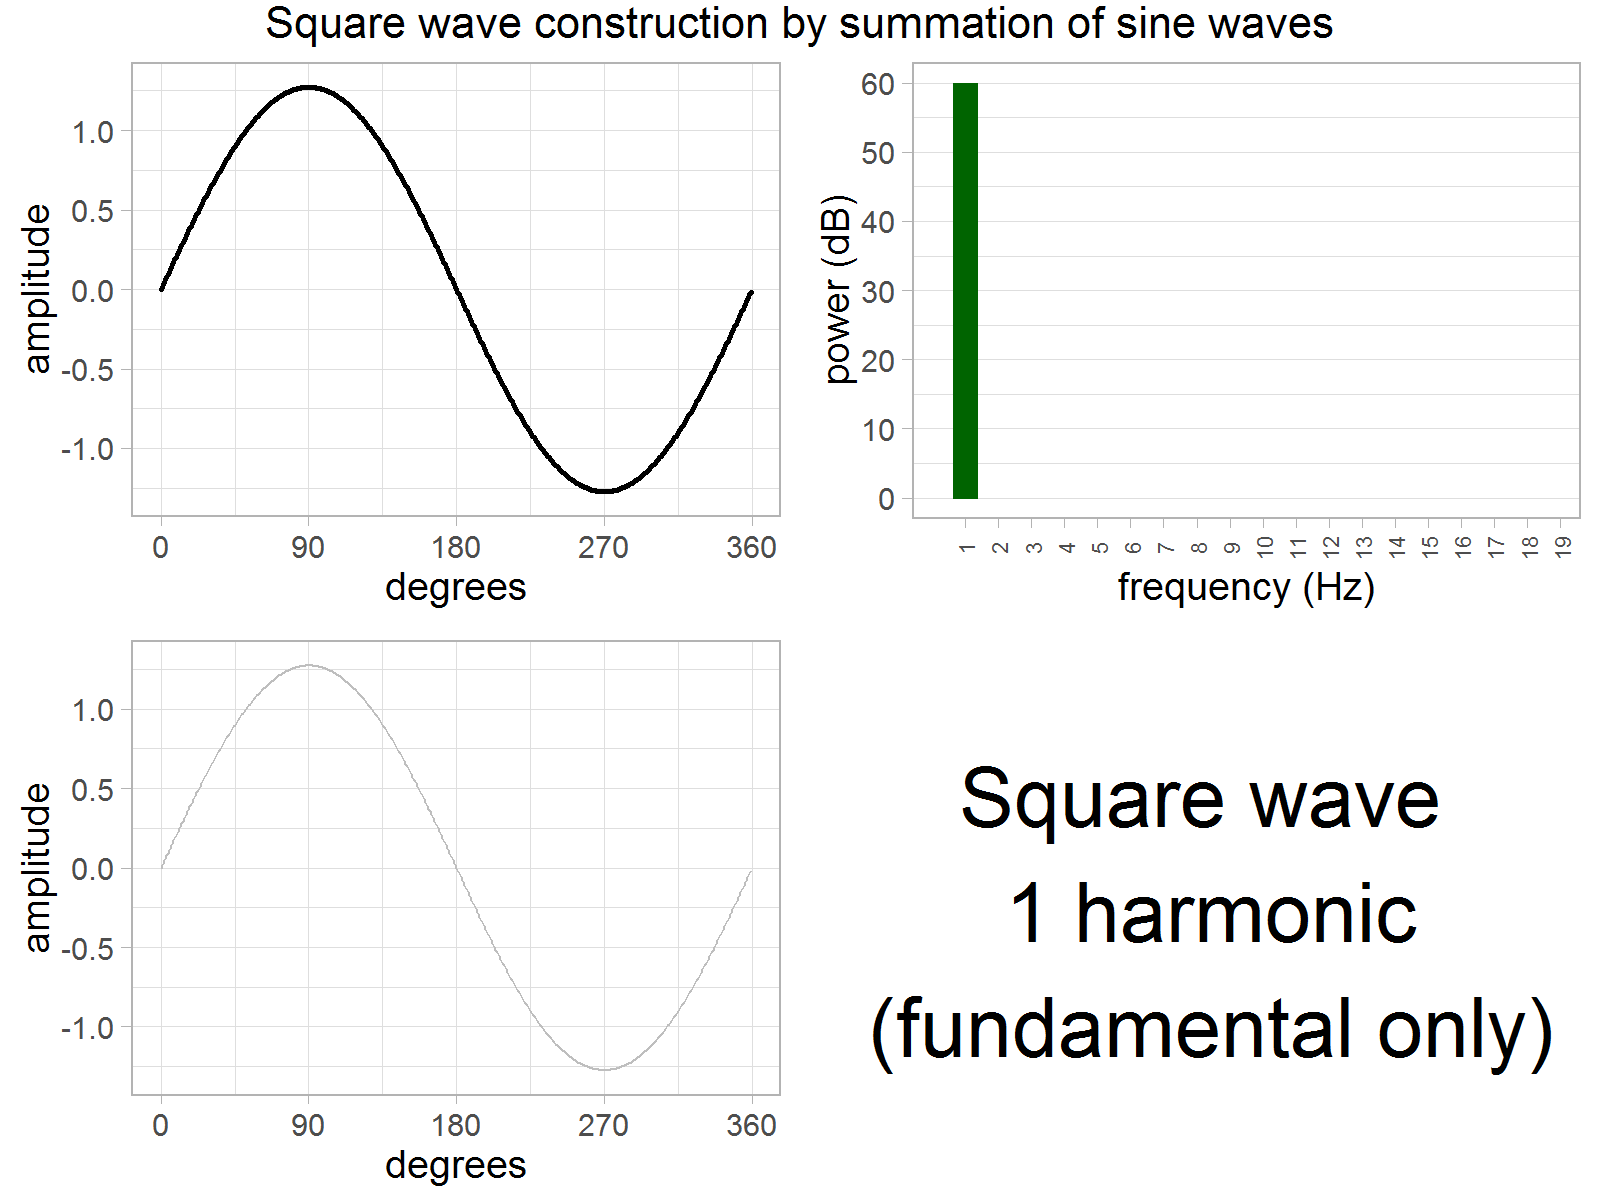 Square wave construction by summation of sine waves
amplitude
1.0
0.5
0.0
-0.5
-1.0
0 90 180 270 360
degrees
power (dB)
60
50
40
30
20
10
0
1 2 3 4 5 6 7 8 9 10 11 12 13 14 15 16 17 18 19
frequency (Hz)
amplitude
1.0
0.5
0.0
-0.5
-1.0
0 90 180 270 360
degrees
Square wave
1 harmonic
(fundamental only)